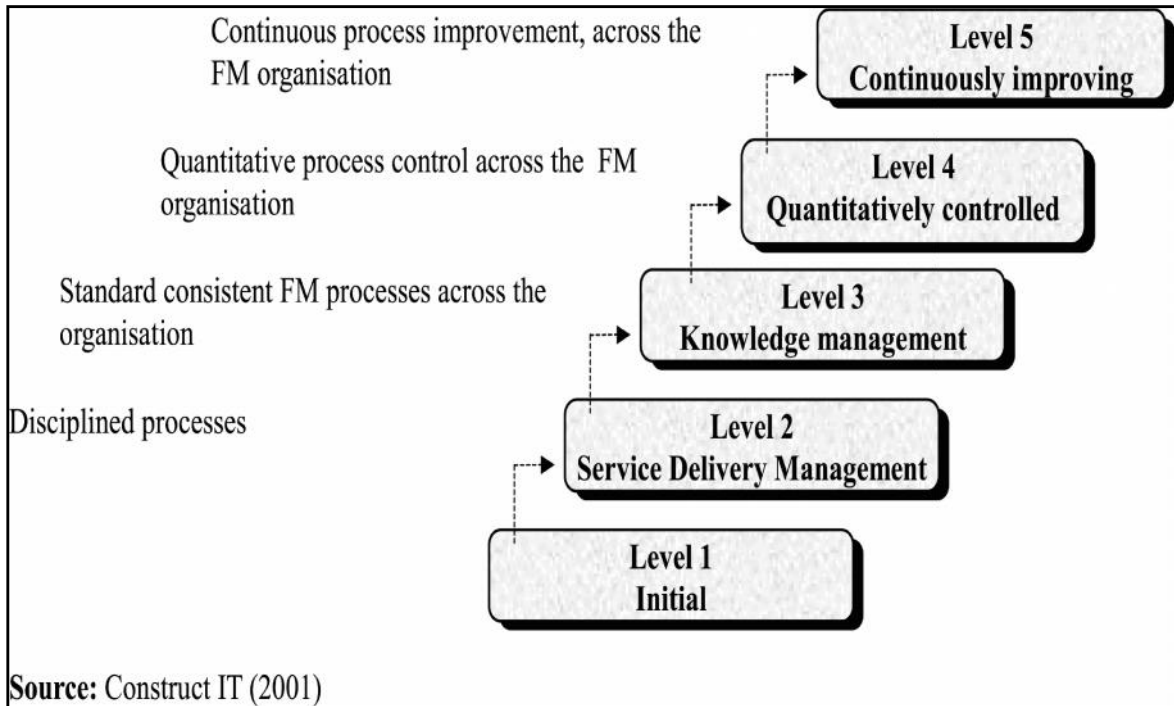 Continuous process improvement, across the
FM organisation
Level 5
Continuously improving
Quantitative process control across the FM
organisation
Level 4
Quantitatively controlled
Standard consistent FM processes across the
organisation
Level 3
Knowledge management
Disciplined processes
Level 2
Service Delivery Management
Level 1
Initial
Source: Construct IT (2001)